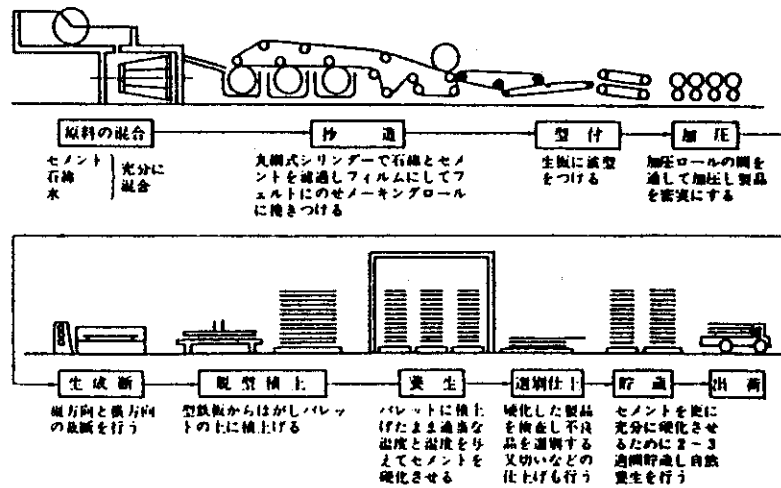 原料の混合
抄造
型付
加圧
セメント
石綿
水
充分に
混合
丸網式シリンダーで石綿とセメ
ントを濾過しフィルムにしてフ
ェルトにのせメーキングロール
に捲きつける
生板に波型
をつける
加圧ロールの間を
通して加圧し製品
を密実にする
生成断
脱型積上
養生
選別仕上
貯蔵
出荷
縦方向と横方向
の裁断を行う
型鉄板からはがしパレッ
トの上に積上げる
パレットに積上
げたまま適当な
温度と湿度を与
えてセメントを
硬化させる
硬化した製品
を検査し不良
品を選別する
又切いなどの
仕上げも行う
セメントを更に
充分に硬化させ
るために2~3
週間貯蔵し自然
養生を行う